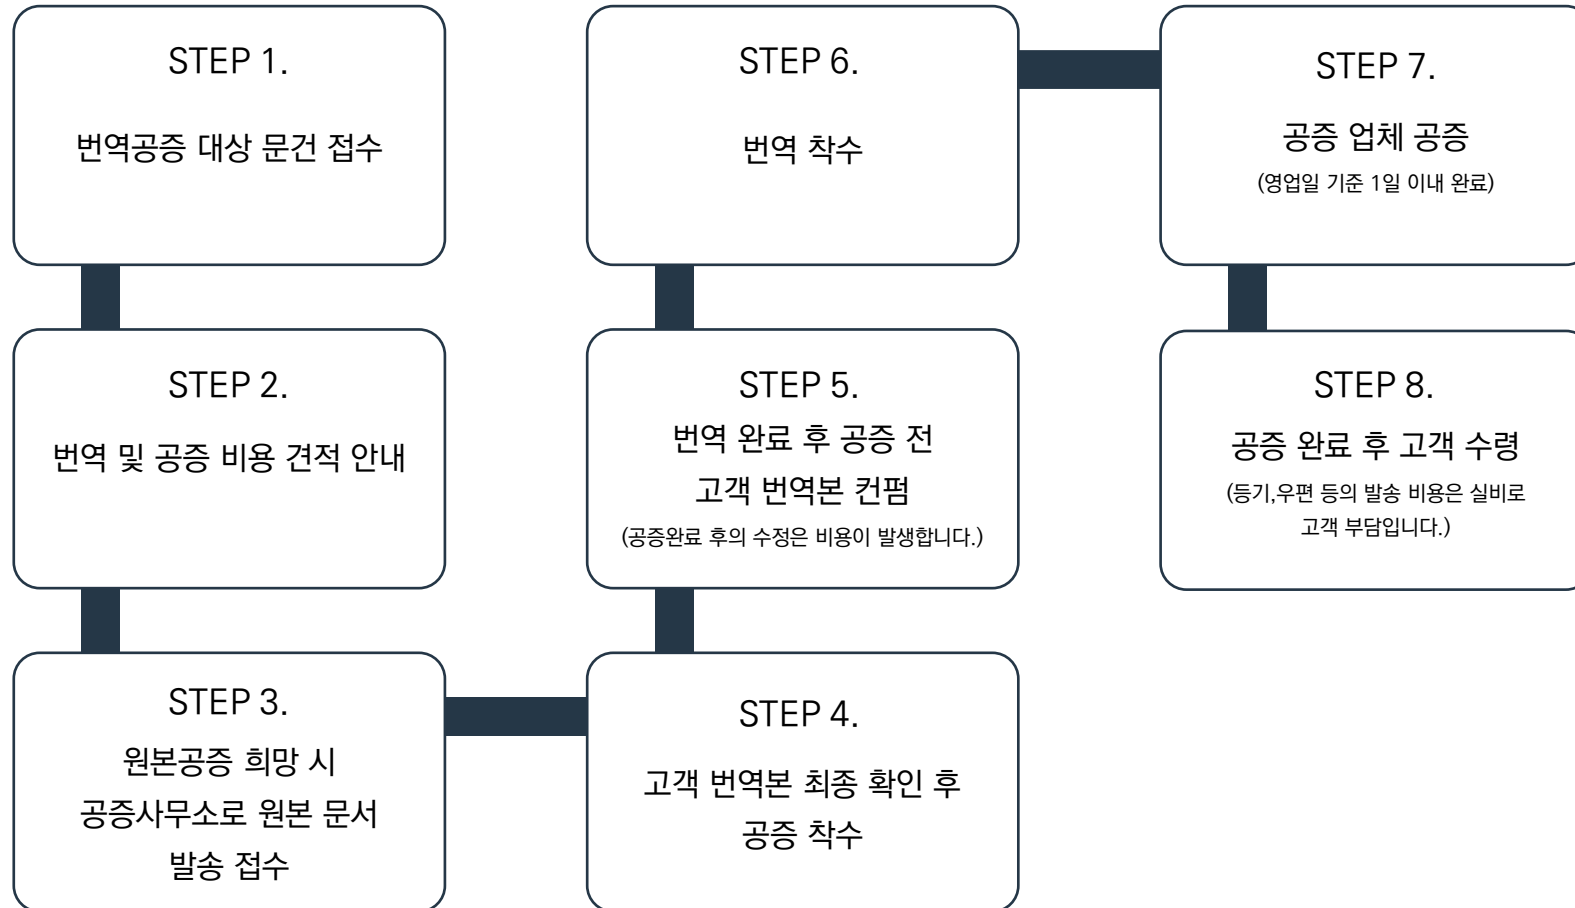 STEP 1.
번역공증 대상 문건 접수
STEP 2.
번역 및 공증 비용 견적 안내
STEP 3.
원본공증 희망 시
공증사무소로 원본 문서
발송 접수
STEP 4.
고객 번역본 최종 확인 후
공증 착수
STEP 5.
번역 완료 후 공증 전
고객 번역본 컨펌
(공증완료 후의 수정은 비용이 발생합니다.)
STEP 6.
번역 착수
STEP 7.
공증 업체 공증
(영업일 기준 1일 이내 완료)
STEP 8.
공증 완료 후 고객 수령
(등기,우편 등의 발송 비용은 실비로
고객 부담입니다.)